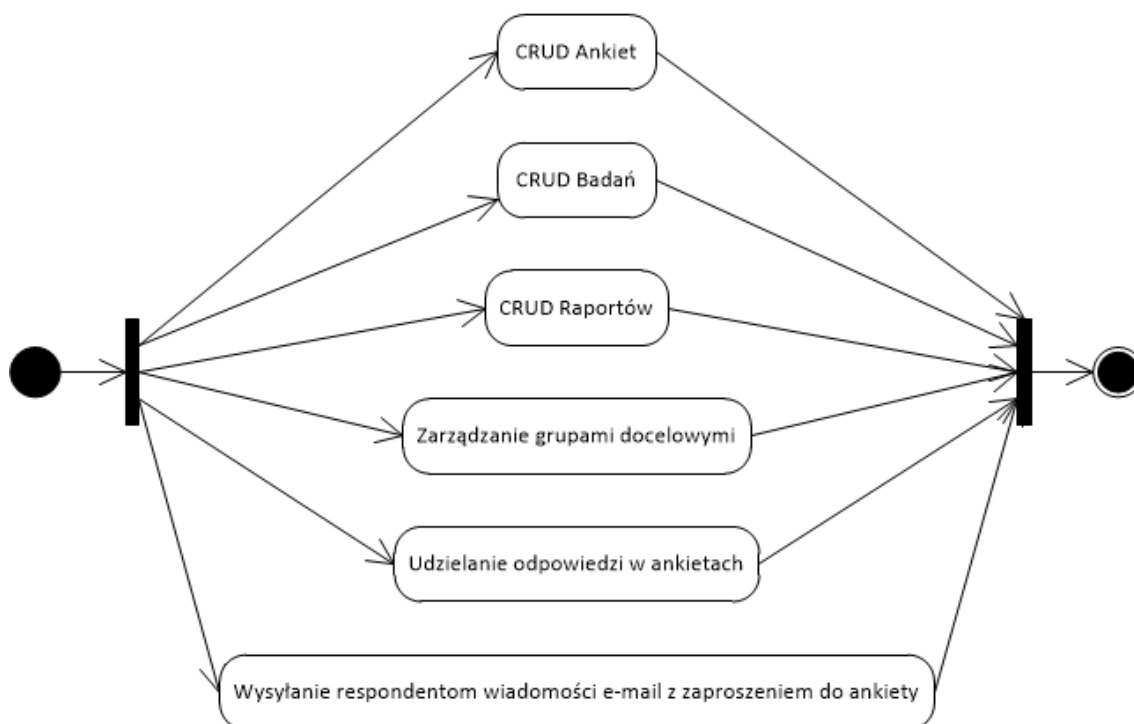 CRUD Ankiet
CRUD Badań
CRUD Raportów
Zarządzanie grupami docelowymi
Udzielanie odpowiedzi w ankietach
Wysyłanie respondentom wiadomości e-mail z zaproszeniem do ankiety